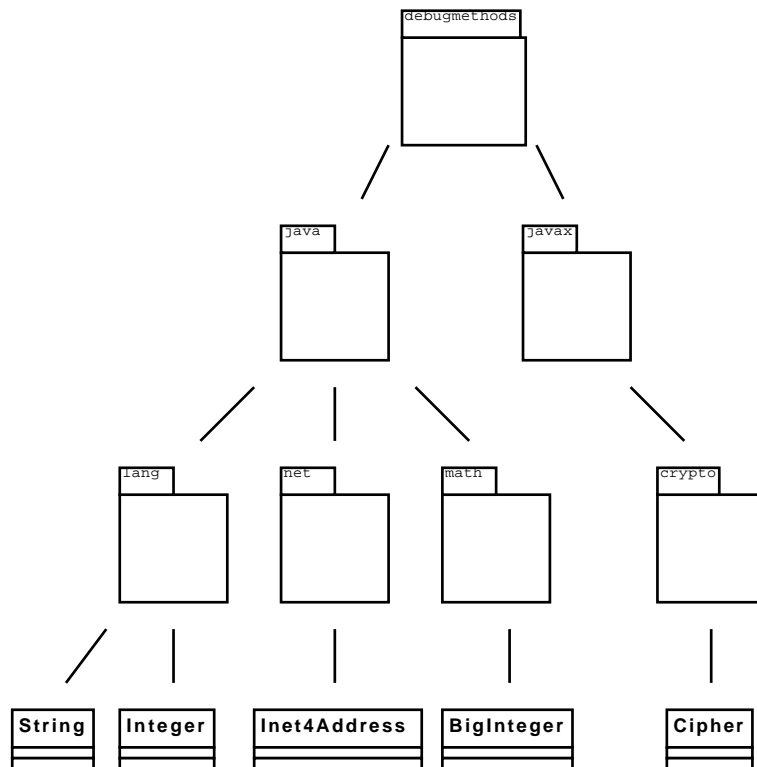 debugmethods
java
javax
lang
net
math
crypto
String
Integer
Inet4Address
BigInteger
Cipher